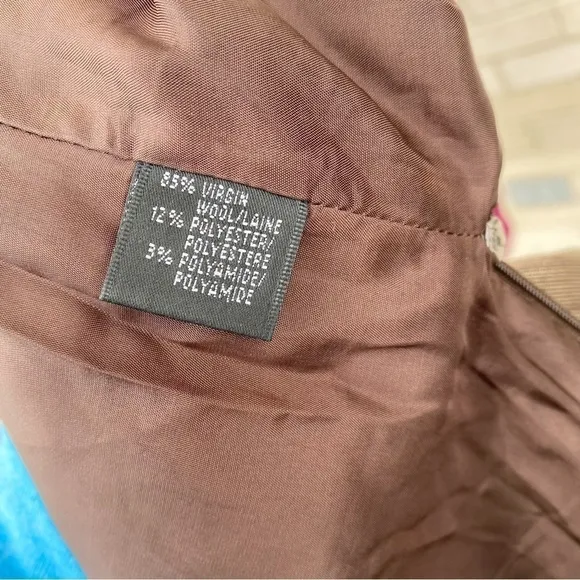 85% VIRGIN
WOOL/LAINE
12% POLYESTER/
POLYESTERE
3% POLYAMIDE/
POLYAMIDE